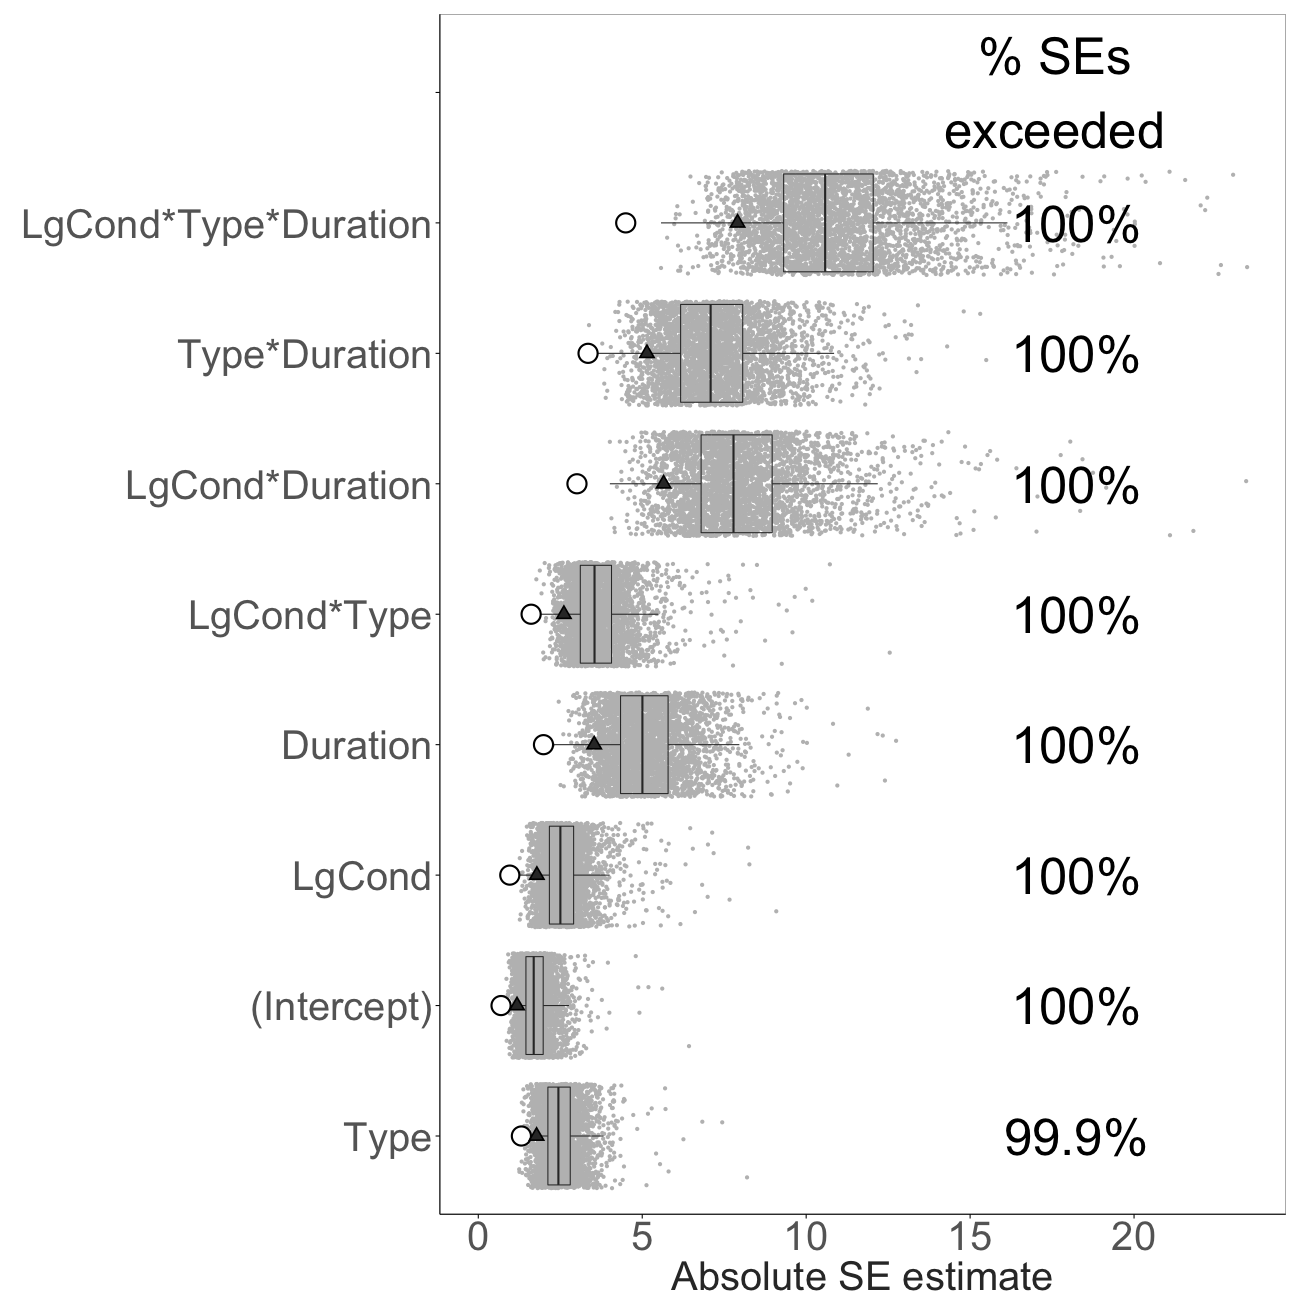 % SEs
exceeded
LgCond*Type*Duration 100%
Type*Duration 100%
LgCond*Duration 100%
LgCond*Type 100%
Duration 100%
LgCond 100%
(Intercept) 100%
Type 99.9%
0 5 10 15 20
Absolute SE estimate